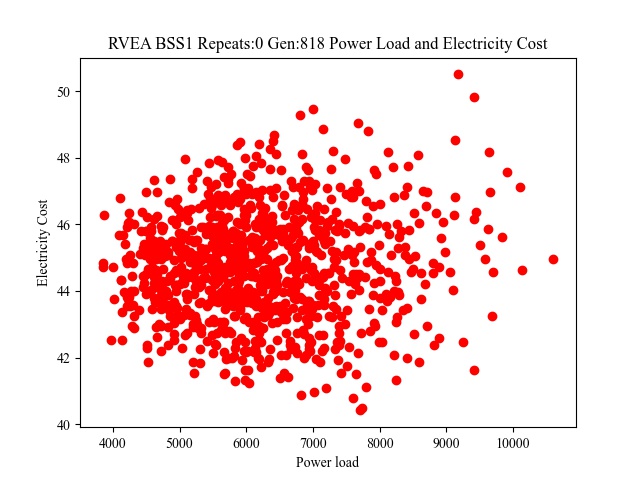 RVEA BSS1 Repeats:0 Gen:818 Power Load and Electricity Cost
50
48
46
44
42
40
Electricity Cost
4000 5000 6000 7000 8000 9000 10000
Power load